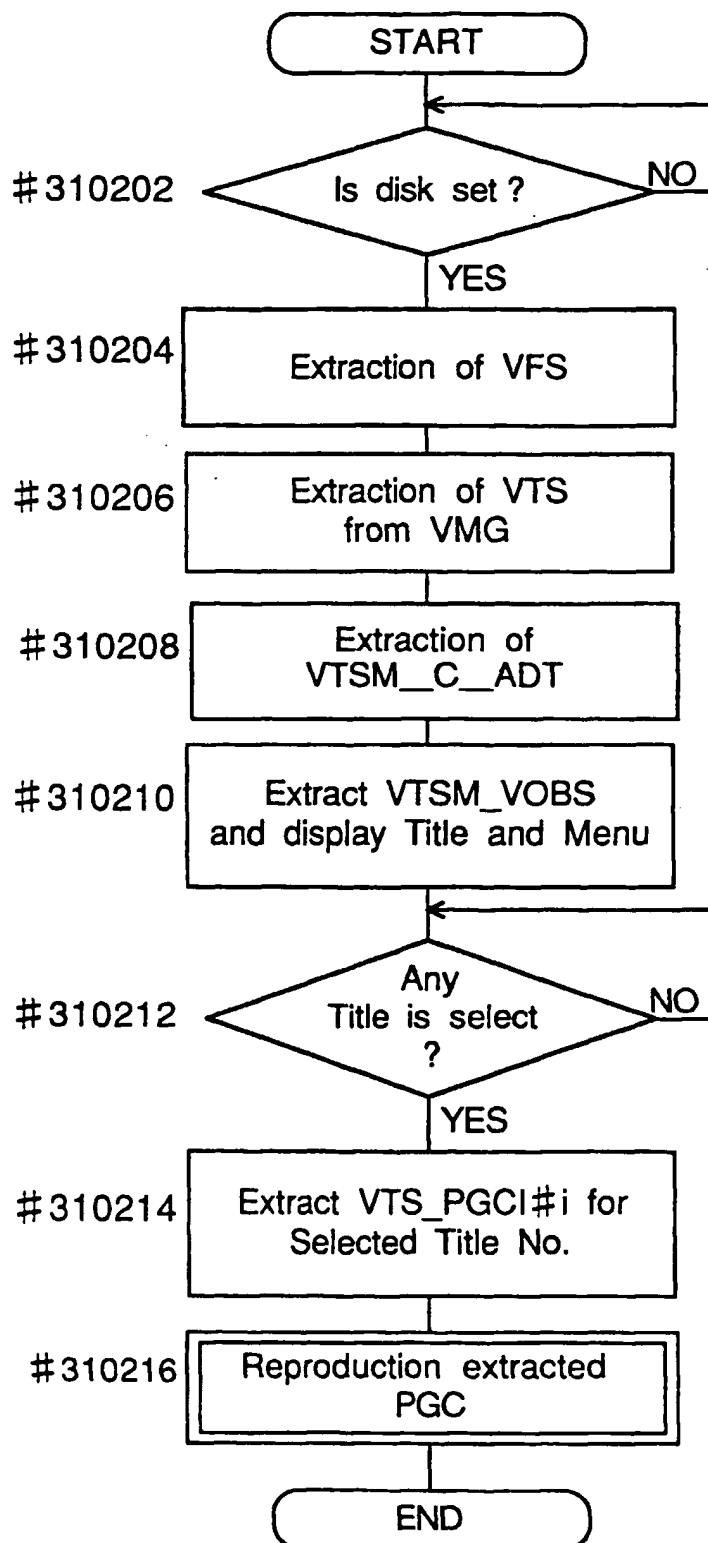 START
#310202
Is disk set ?
NO
YES
#310204
Extraction of VFS
#310206
Extraction of VTS
from VMG
#310208
Extraction of
VTSM__C__ADT
#310210
Extract VTSM_VOBS
and display Title and Menu
#310212
Any
Title is select
?
NO
YES
#310214
Extract VTS_PGCI#i for
Selected Title No.
#310216
Reproduction extracted
PGC
END